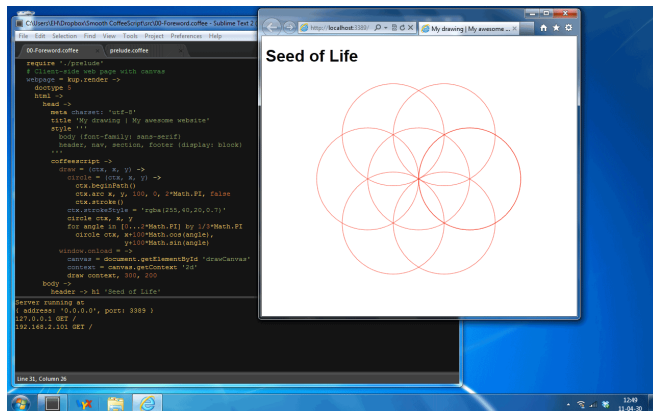 C:\Users\EH\Dropbox\Smooth CoffeeScript\src\00-Foreword.coffee - Sublime Text 2
File Edit Selection Find View Tools Project Preferences Help
00-Foreword.coffee prelude.coffee
require './prelude'
# Client-side web page with canvas
webpage = kup.render ->
doctype 5
html ->
head ->
meta charset: 'utf-8'
title 'My drawing | My awesome website'
style '''
body {font-family: sans-serif}
header, nav, section, footer {display: block}
'''
coffeescript ->
draw = (ctx, x, y) ->
circle = (ctx, x, y) ->
ctx.beginPath()
ctx.arc x, y, 100, 0, 2*Math.PI, false
ctx.stroke()
ctx.strokeStyle = 'rgba(255,40,20,0.7)'
circle ctx, x, y
for angle in [0...2*Math.PI] by 1/3*Math.PI
circle ctx, x+100*Math.cos(angle),
y+100*Math.sin(angle)
window.onload = ->
canvas = document.getElementById 'drawCanvas'
context = canvas.getContext '2d'
draw context, 300, 200
body ->
header -> h1 'Seed of Life'
Server running at
{ address: '0.0.0.0', port: 3389 }
127.0.0.1 GET /
192.168.2.101 GET /
Line 31, Column 26
http://localhost:3389/
My drawing | My awesome ...
Seed of Life
12:49
11-04-30